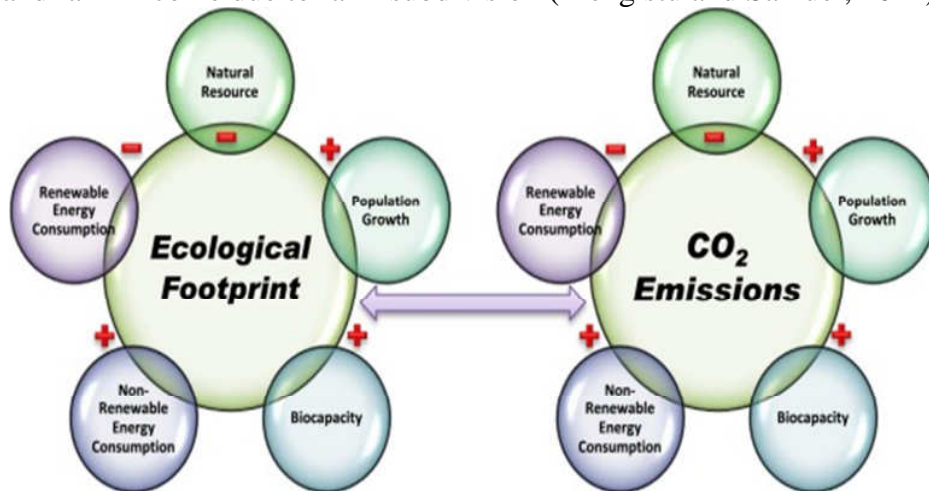 Natural
Resource
Renewable
Energy
Consumption
Population
Growth
Ecological
Footprint
Non-
Renewable
Energy
Consumption
Biocapacity
Natural
Resource
Renewable
Energy
Consumption
Population
Growth
CO₂
Emissions
Non-
Renewable
Energy
Consumption
Biocapacity